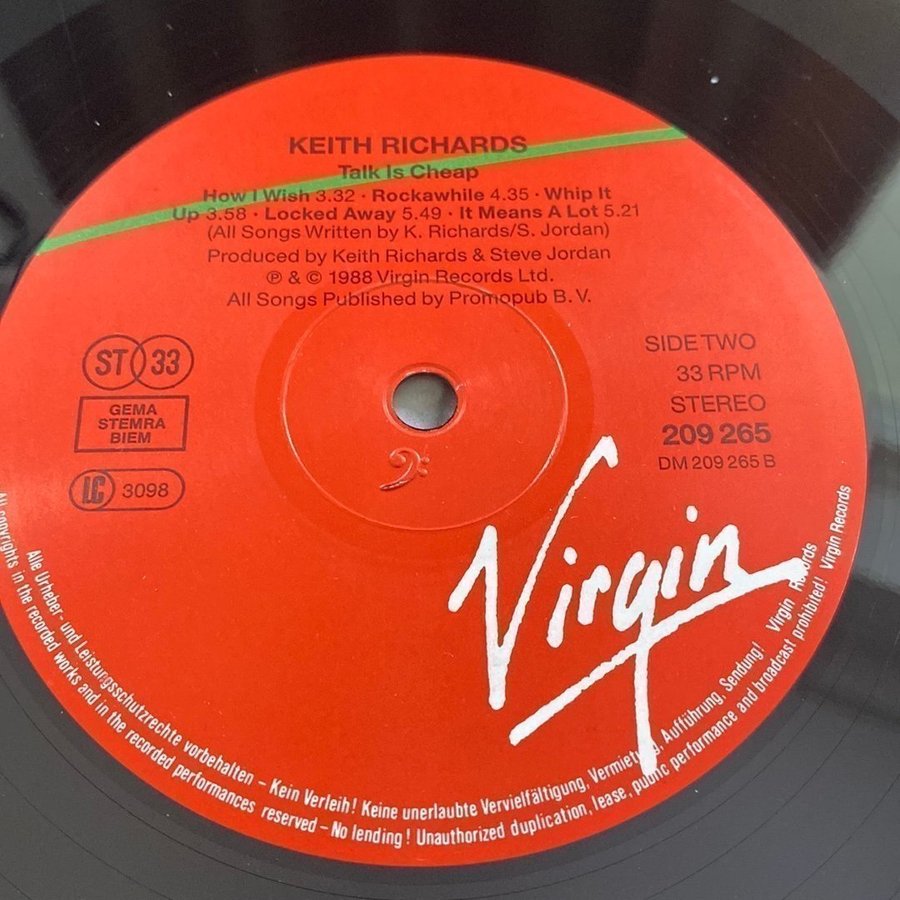 KEITH RICHARDS
Talk Is Cheap
How I Wish 3.32 · Rockawhile 4.35 · Whip It
Up 3.58 · Locked Away 5.49 · It Means A Lot 5.21
(All Songs Written by K. Richards/S. Jordan)
Produced by Keith Richards & Steve Jordan
℗ & © 1988 Virgin Records Ltd.
All Songs Published by Promopub B.V.
ST 33
GEMA
STEMRA
BIEM
LC 3098
SIDE TWO
33 RPM
STEREO
209 265
DM 209 265 B
Virgin
Alle Urheber- und Leistungsschutzrechte vorbehalten – Kein Verleih! Keine unerlaubte Vervielfältigung, Vermietung, Aufführung, Sendung! Virgin Records
All copyrights in the recorded works and in the recorded performances reserved – No lending! Unauthorized duplication, lease, public performance and broadcast prohibited! Virgin Records